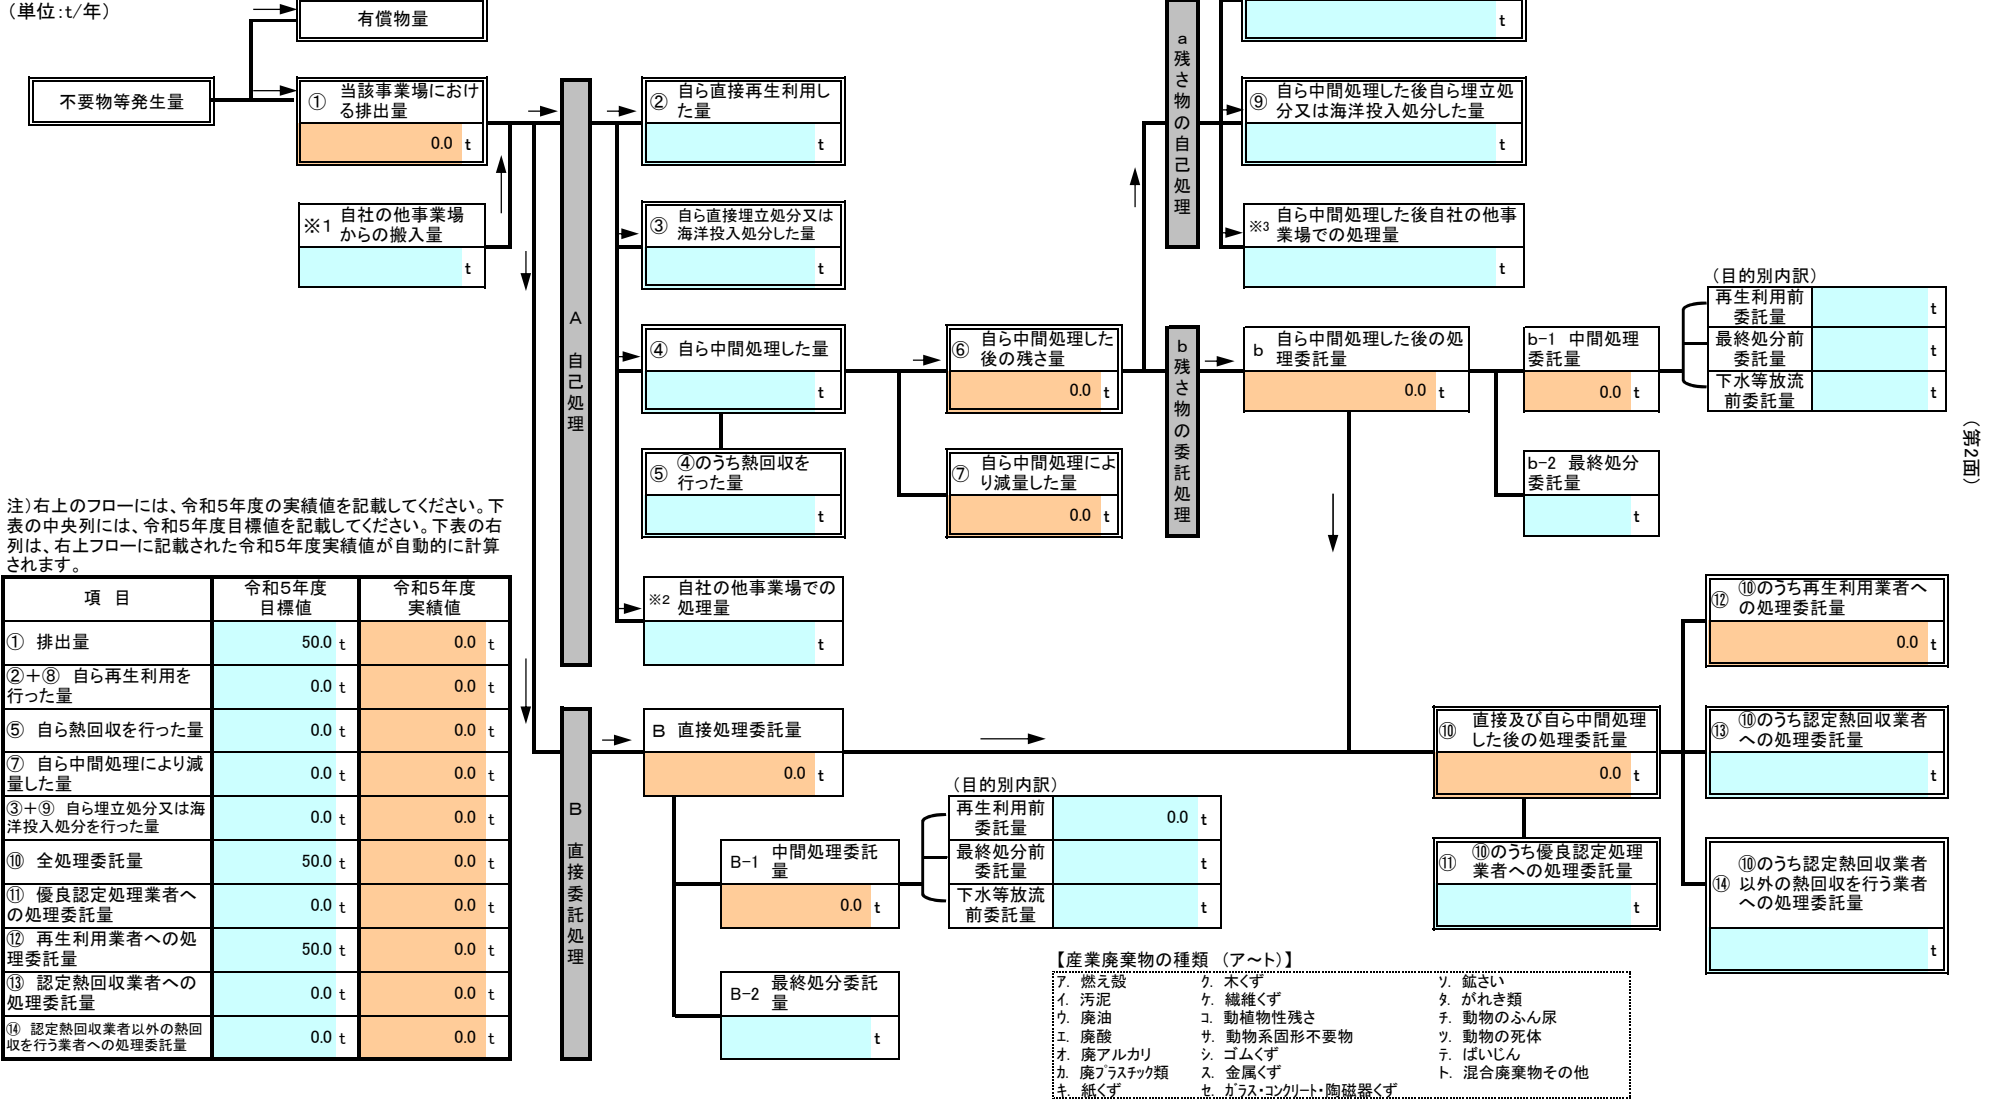 （単位:t/年）
有償物量
不要物等発生量
① 当該事業場におけ
る排出量
0.0 t
※1 自社の他事業場
からの搬入量
t
A 自己処理
② 自ら直接再生利用し
た量
t
③ 自ら直接埋立処分又は
海洋投入処分した量
t
④ 自ら中間処理した量
t
⑤ ④のうち熱回収を
行った量
t
※2 自社の他事業場での
処理量
t
⑥ 自ら中間処理した
後の残さ量
0.0 t
⑦ 自ら中間処理によ
り減量した量
0.0 t
a 残さ物の自己処理
t
⑨ 自ら中間処理した後自ら埋立処
分又は海洋投入処分した量
t
※3 自ら中間処理した後自社の他事
業場での処理量
t
b 残さ物の委託処理
b 自ら中間処理した後の処
理委託量
0.0 t
b-1 中間処理
委託量
0.0 t
（目的別内訳）
再生利用前
委託量
t
最終処分前
委託量
t
下水等放流
前委託量
t
b-2 最終処分
委託量
t
（第2面）
注）右上のフローには、令和5年度の実績値を記載してください。下
表の中央列には、令和5年度目標値を記載してください。下表の右
列は、右上フローに記載された令和5年度実績値が自動的に計算
されます。
項 目 令和5年度 目標値 令和5年度 実績値
① 排出量 50.0 t 0.0 t
②+⑧ 自ら再生利用を
行った量 0.0 t 0.0 t
⑤ 自ら熱回収を行った量 0.0 t 0.0 t
⑦ 自ら中間処理により減
量した量 0.0 t 0.0 t
③+⑨ 自ら埋立処分又は海
洋投入処分を行った量 0.0 t 0.0 t
⑩ 全処理委託量 50.0 t 0.0 t
⑪ 優良認定処理業者へ
の処理委託量 0.0 t 0.0 t
⑫ 再生利用業者への処
理委託量 50.0 t 0.0 t
⑬ 認定熱回収業者への
処理委託量 0.0 t 0.0 t
⑭ 認定熱回収業者以外の熱回
収を行う業者への処理委託量 0.0 t 0.0 t
B 直接委託処理
B 直接処理委託量
0.0 t
B-1 中間処理委託
量
0.0 t
B-2 最終処分委託
量
t
（目的別内訳）
再生利用前
委託量
0.0 t
最終処分前
委託量
t
下水等放流
前委託量
t
⑩ 直接及び自ら中間処理
した後の処理委託量
0.0 t
⑪ ⑩のうち優良認定処理
業者への処理委託量
t
⑫ ⑩のうち再生利用業者へ
の処理委託量
0.0 t
⑬ ⑩のうち認定熱回収業者
への処理委託量
t
⑭ ⑩のうち認定熱回収業者
以外の熱回収を行う業者
への処理委託量
t
【産業廃棄物の種類 （ア～ト）】
ア. 燃え殻
イ. 汚泥
ウ. 廃油
エ. 廃酸
オ. 廃アルカリ
カ. 廃プラスチック類
キ. 紙くず
ク. 木くず
ケ. 繊維くず
コ. 動植物性残さ
サ. 動物系固形不要物
シ. ゴムくず
ス. 金属くず
セ. ガラス・コンクリート・陶磁器くず
ソ. 鉱さい
タ. がれき類
チ. 動物のふん尿
ツ. 動物の死体
テ. ばいじん
ト. 混合廃棄物その他